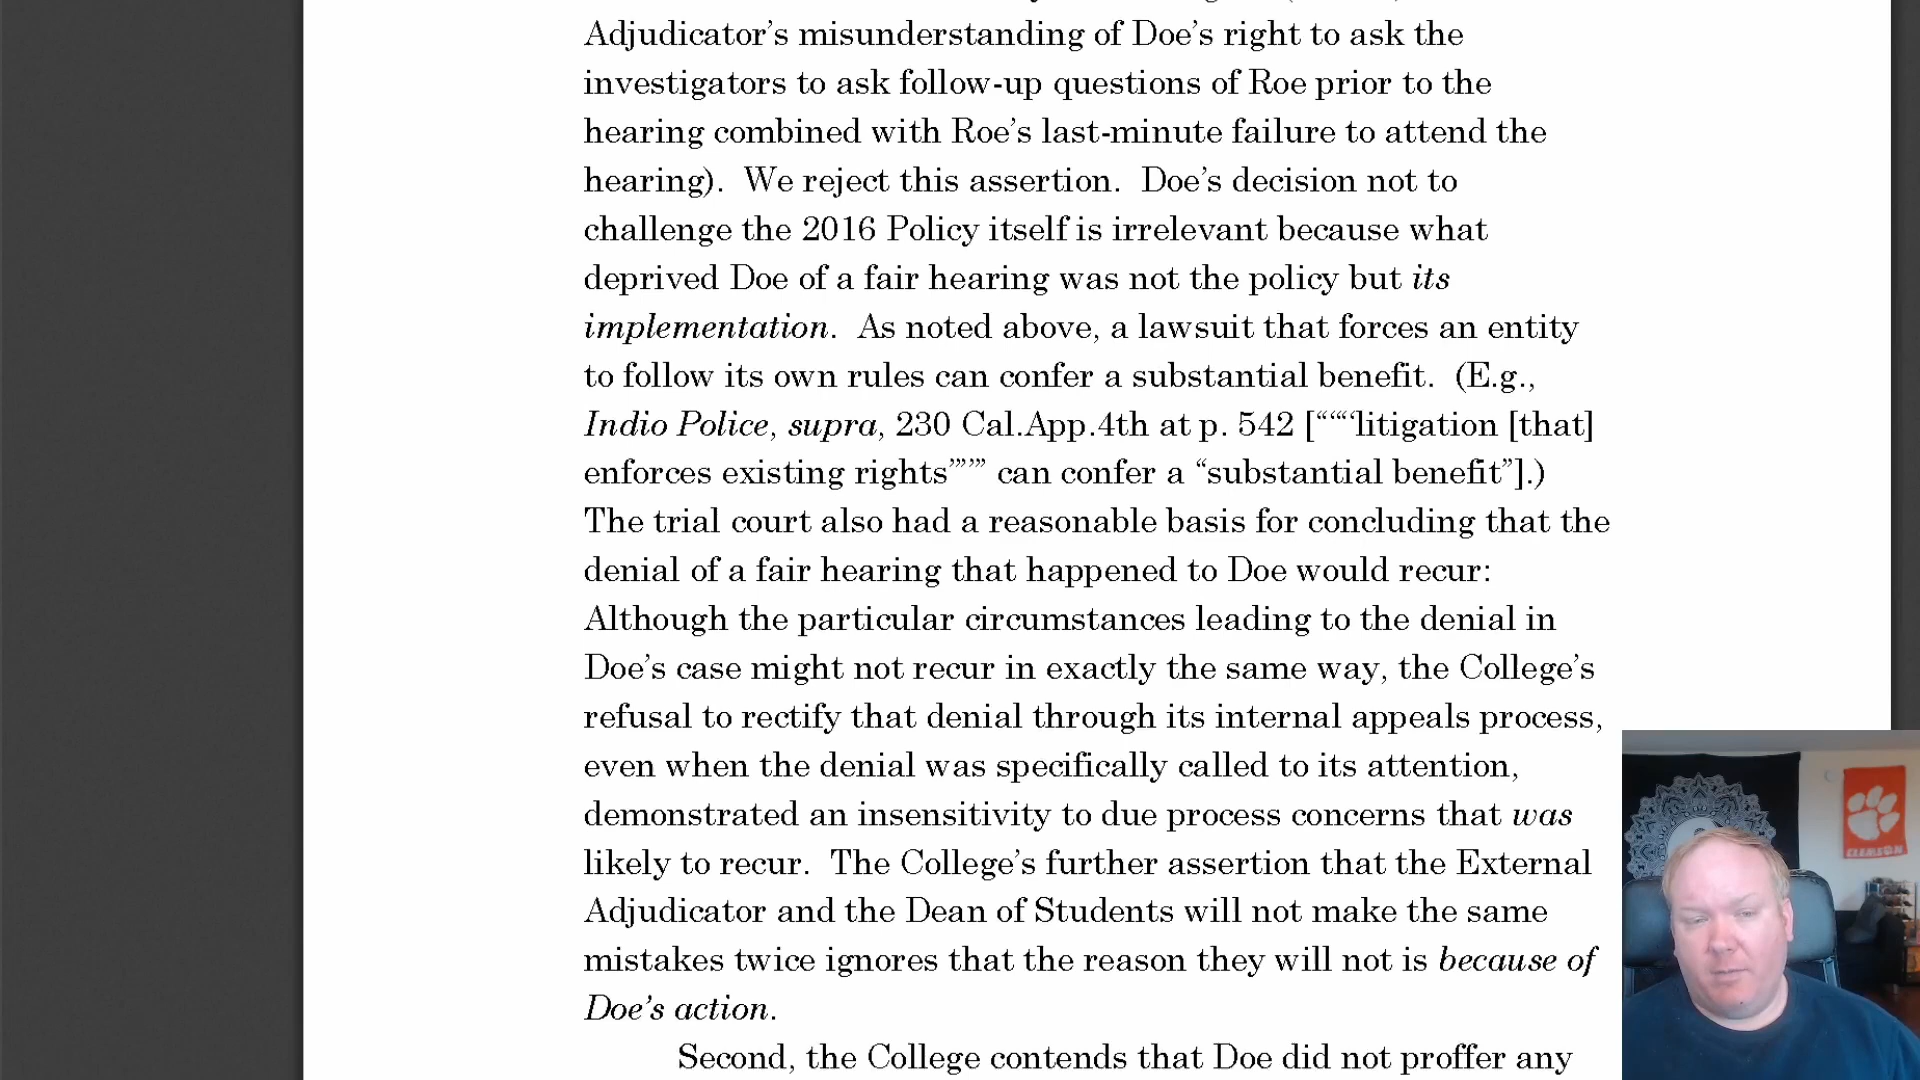 Adjudicator’s misunderstanding of Doe’s right to ask the
investigators to ask follow-up questions of Roe prior to the
hearing combined with Roe’s last-minute failure to attend the
hearing).  We reject this assertion.  Doe’s decision not to
challenge the 2016 Policy itself is irrelevant because what
deprived Doe of a fair hearing was not the policy but its
implementation.  As noted above, a lawsuit that forces an entity
to follow its own rules can confer a substantial benefit.  (E.g.,
Indio Police, supra, 230 Cal.App.4th at p. 542 [“““‘litigation [that]
enforces existing rights’””” can confer a “substantial benefit”].)
The trial court also had a reasonable basis for concluding that the
denial of a fair hearing that happened to Doe would recur:
Although the particular circumstances leading to the denial in
Doe’s case might not recur in exactly the same way, the College’s
refusal to rectify that denial through its internal appeals process,
even when the denial was specifically called to its attention,
demonstrated an insensitivity to due process concerns that was
likely to recur.  The College’s further assertion that the External
Adjudicator and the Dean of Students will not make the same
mistakes twice ignores that the reason they will not is because of
Doe’s action.
Second, the College contends that Doe did not proffer any
CLEMSON